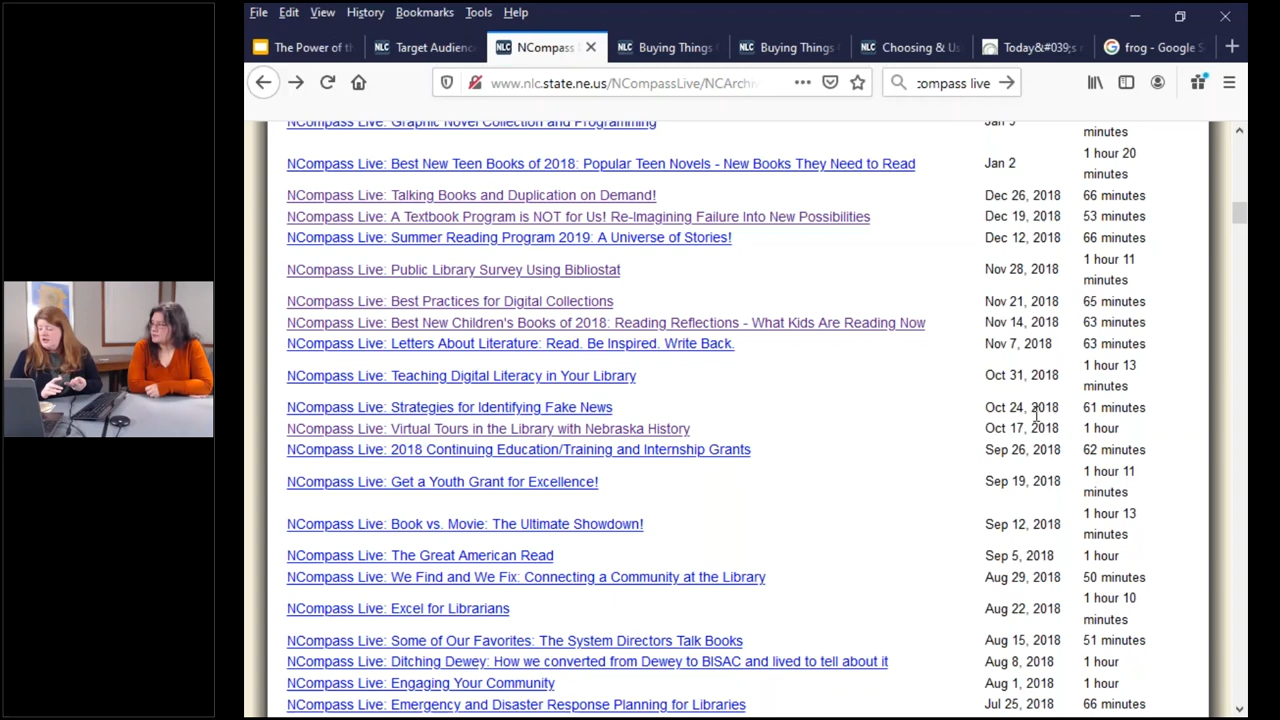 File Edit View History Bookmarks Tools Help
The Power of th NLC Target Audien NLC NCompass NLC Buying Things NLC Buying Things NLC Choosing & Us Today&#039;s G frog - Google S
www.nlc.state.ne.us/NCompassLive/NCArch compass live
NCompass Live: Graphic Novel Collection and Programming Jan 9 minutes
NCompass Live: Best New Teen Books of 2018: Popular Teen Novels - New Books They Need to Read Jan 2 1 hour 20 minutes
NCompass Live: Talking Books and Duplication on Demand! Dec 26, 2018 66 minutes
NCompass Live: A Textbook Program is NOT for Us! Re-Imagining Failure Into New Possibilities Dec 19, 2018 53 minutes
NCompass Live: Summer Reading Program 2019: A Universe of Stories! Dec 12, 2018 66 minutes
NCompass Live: Public Library Survey Using Bibliostat Nov 28, 2018 1 hour 11 minutes
NCompass Live: Best Practices for Digital Collections Nov 21, 2018 65 minutes
NCompass Live: Best New Children's Books of 2018: Reading Reflections - What Kids Are Reading Now Nov 14, 2018 63 minutes
NCompass Live: Letters About Literature: Read. Be Inspired. Write Back. Nov 7, 2018 63 minutes
NCompass Live: Teaching Digital Literacy in Your Library Oct 31, 2018 1 hour 13 minutes
NCompass Live: Strategies for Identifying Fake News Oct 24, 2018 61 minutes
NCompass Live: Virtual Tours in the Library with Nebraska History Oct 17, 2018 1 hour
NCompass Live: 2018 Continuing Education/Training and Internship Grants Sep 26, 2018 62 minutes
NCompass Live: Get a Youth Grant for Excellence! Sep 19, 2018 1 hour 11 minutes
NCompass Live: Book vs. Movie: The Ultimate Showdown! Sep 12, 2018 1 hour 13 minutes
NCompass Live: The Great American Read Sep 5, 2018 1 hour
NCompass Live: We Find and We Fix: Connecting a Community at the Library Aug 29, 2018 50 minutes
NCompass Live: Excel for Librarians Aug 22, 2018 1 hour 10 minutes
NCompass Live: Some of Our Favorites: The System Directors Talk Books Aug 15, 2018 51 minutes
NCompass Live: Ditching Dewey: How we converted from Dewey to BISAC and lived to tell about it Aug 8, 2018 1 hour
NCompass Live: Engaging Your Community Aug 1, 2018 1 hour
NCompass Live: Emergency and Disaster Response Planning for Libraries Jul 25, 2018 66 minutes